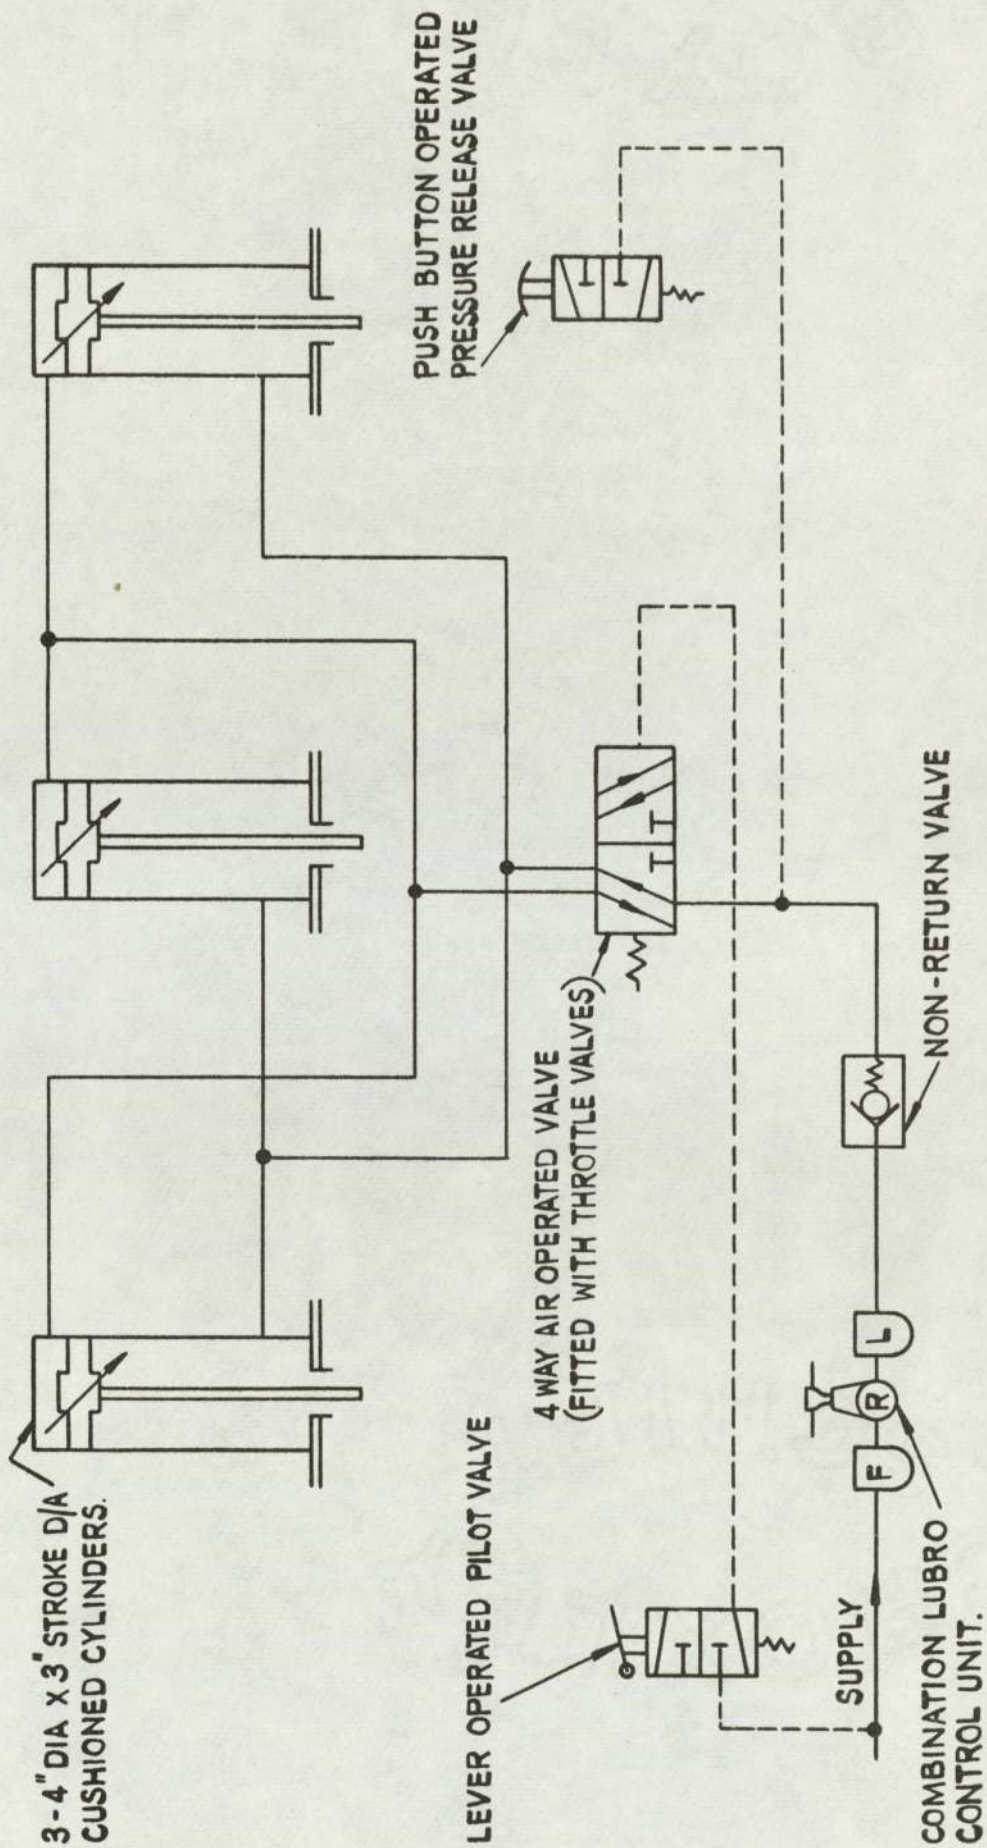 3-4" DIA X 3" STROKE D/A
CUSHIONED CYLINDERS.
PUSH BUTTON OPERATED
PRESSURE RELEASE VALVE
4 WAY AIR OPERATED VALVE
(FITTED WITH THROTTLE VALVES)
LEVER OPERATED PILOT VALVE
SUPPLY
F
R
L
NON-RETURN VALVE
COMBINATION LUBRO
CONTROL UNIT.